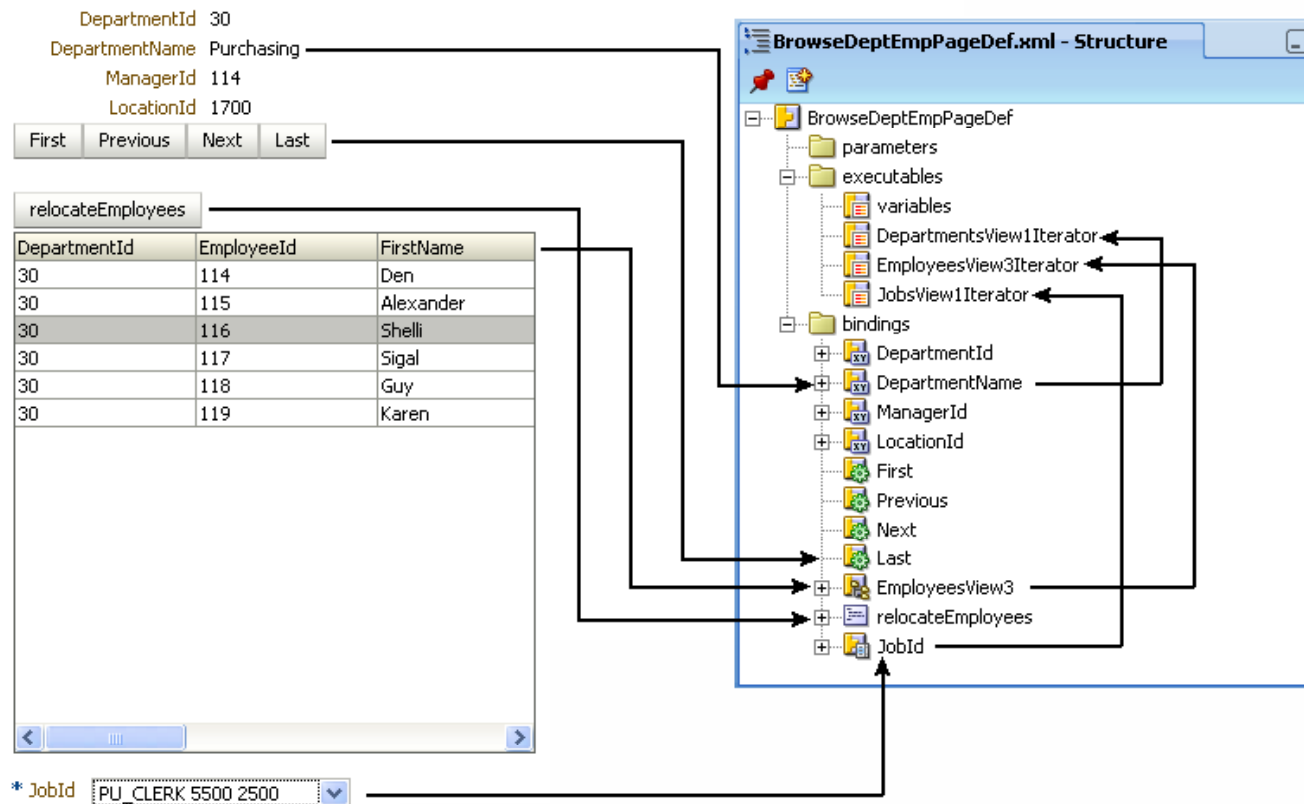 DepartmentId 30
DepartmentName Purchasing
ManagerId 114
LocationId 1700
First Previous Next Last
relocateEmployees
DepartmentId EmployeeId FirstName
30 114 Den
30 115 Alexander
30 116 Shelli
30 117 Sigal
30 118 Guy
30 119 Karen
* JobId PU_CLERK 5500 2500
BrowseDeptEmpPageDef.xml - Structure
BrowseDeptEmpPageDef
parameters
executables
variables
DepartmentsView1Iterator
EmployeesView3Iterator
JobsView1Iterator
bindings
DepartmentId
DepartmentName
ManagerId
LocationId
First
Previous
Next
Last
EmployeesView3
relocateEmployees
JobId